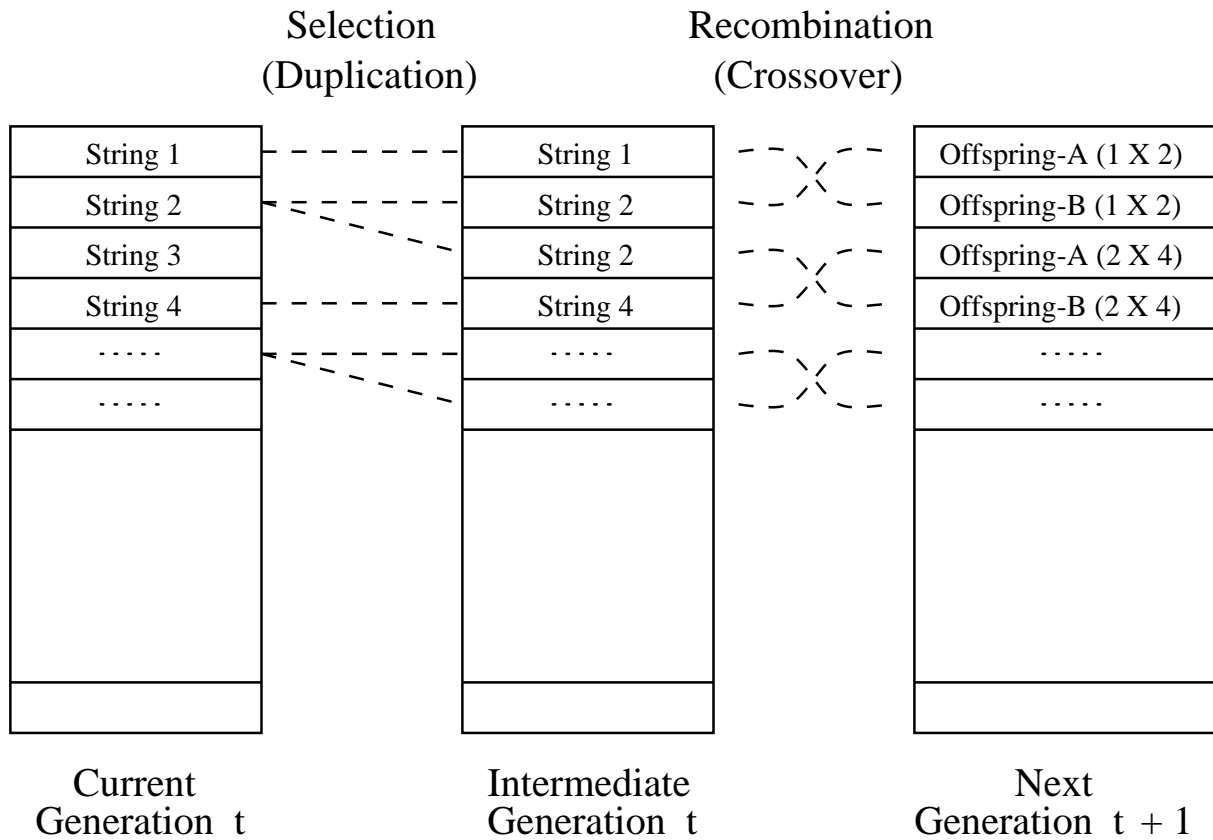 Selection
(Duplication)
Recombination
(Crossover)
String 1
String 2
String 3
String 4
.....
.....
String 1
String 2
String 2
String 4
.....
.....
Offspring-A (1 X 2)
Offspring-B (1 X 2)
Offspring-A (2 X 4)
Offspring-B (2 X 4)
.....
.....
Current
Generation t
Intermediate
Generation t
Next
Generation t + 1